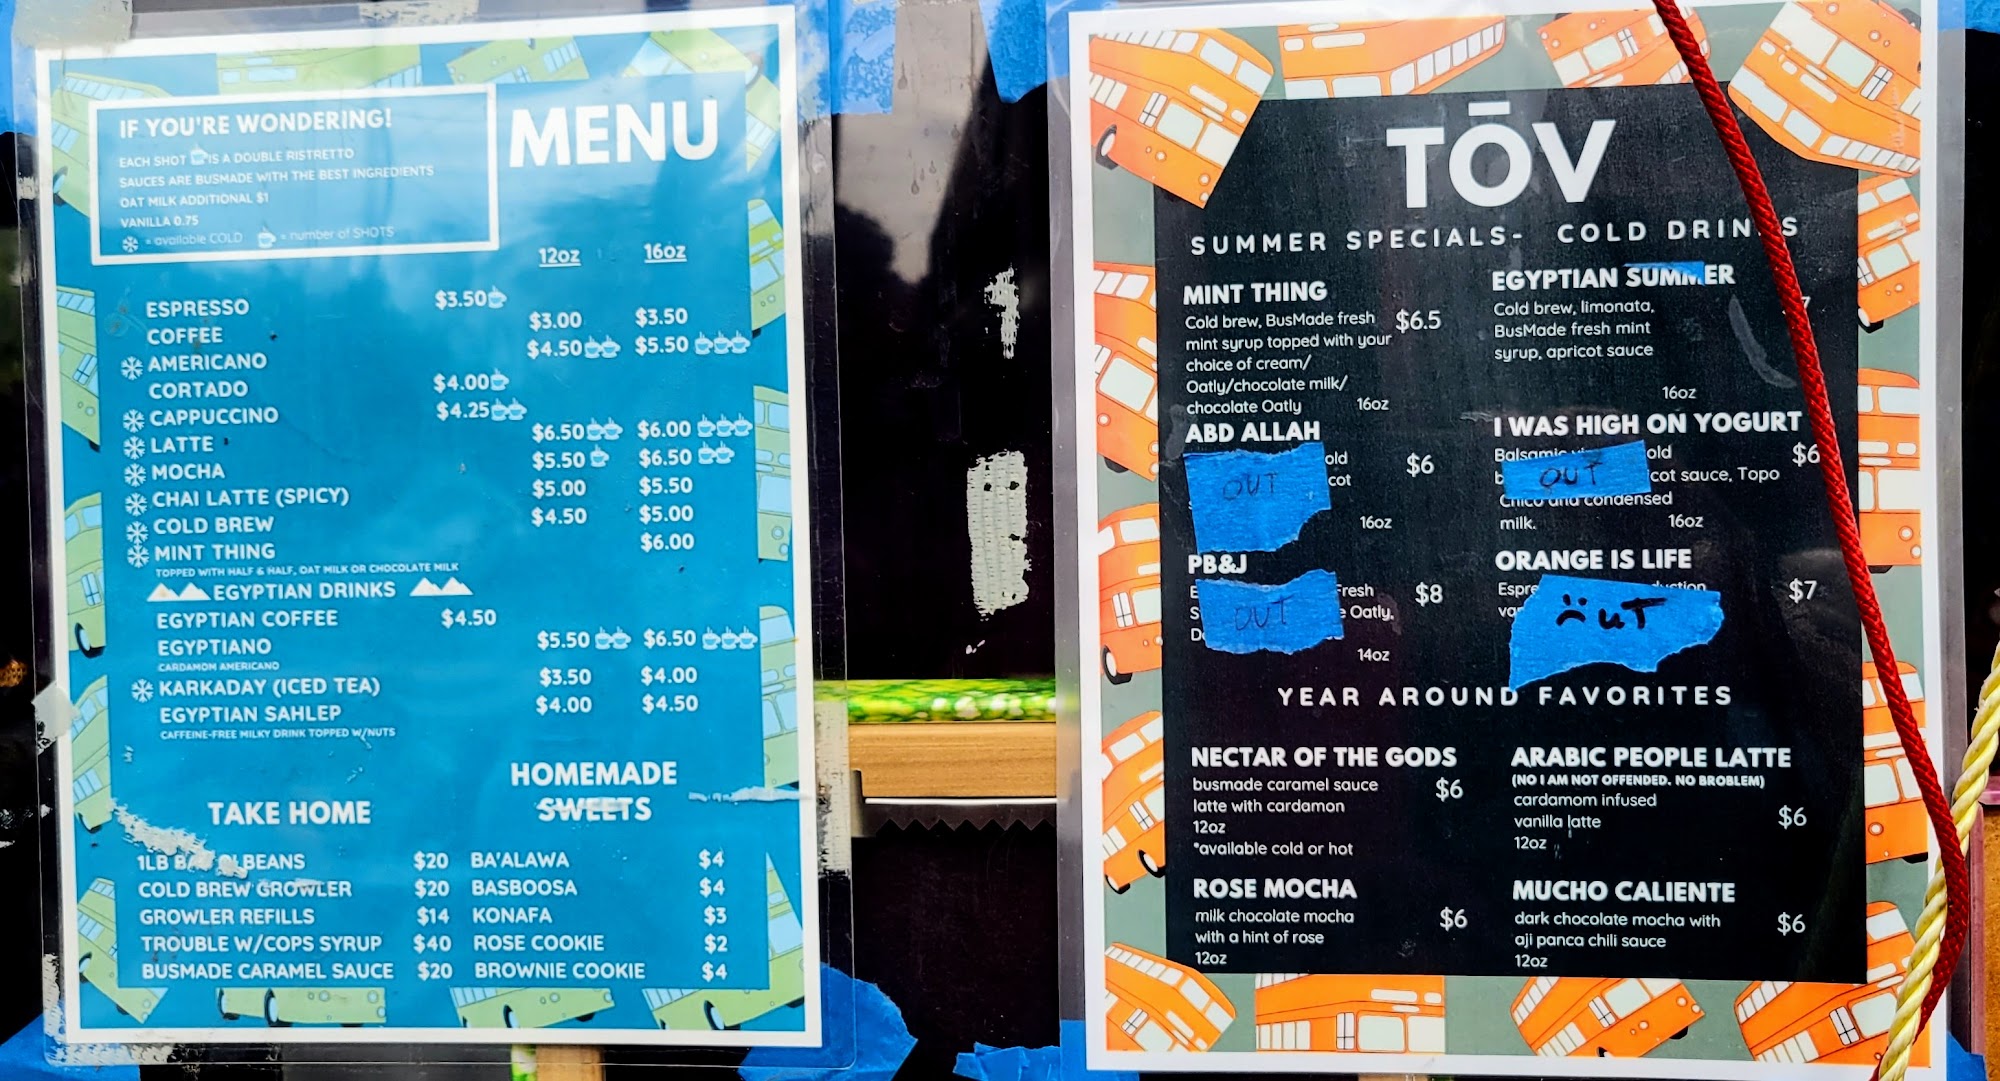 IF YOU'RE WONDERING!
EACH SHOT IS A DOUBLE RISTRETTO
SAUCES ARE BUSMADE WITH THE BEST INGREDIENTS
OAT MILK ADDITIONAL $1
VANILLA 0.75
= available COLD = number of SHOTS
MENU
12oz 16oz
ESPRESSO $3.50
COFFEE $3.00 $3.50
AMERICANO $4.50 $5.50
CORTADO $4.00
CAPPUCCINO $4.25
LATTE $6.50 $6.00
MOCHA $5.50 $6.50
CHAI LATTE (SPICY) $5.00 $5.50
COLD BREW $4.50 $5.00
MINT THING $6.00
TOPPED WITH HALF & HALF, OAT MILK OR CHOCOLATE MILK
EGYPTIAN DRINKS
EGYPTIAN COFFEE $4.50
EGYPTIANO $5.50 $6.50
CARDAMOM AMERICANO
KARKADAY (ICED TEA) $3.50 $4.00
EGYPTIAN SAHLEP $4.00 $4.50
CAFFEINE-FREE MILKY DRINK TOPPED W/NUTS
TAKE HOME
1LB BEANS $20
COLD BREW GROWLER $20
GROWLER REFILLS $14
TROUBLE W/COPS SYRUP $40
BUSMADE CARAMEL SAUCE $20
HOMEMADE
SWEETS
BA'ALAWA $4
BASBOOSA $4
KONAFA $3
ROSE COOKIE $2
BROWNIE COOKIE $4
TŌV
SUMMER SPECIALS- COLD DRINKS
MINT THING
Cold brew, BusMade fresh $6.5
mint syrup topped with your
choice of cream/
Oatly/chocolate milk/
chocolate Oatly 16oz
EGYPTIAN SUMMER
Cold brew, limonata, 7
BusMade fresh mint
syrup, apricot sauce
16oz
ABD ALLAH
old $6
OUT cot
16oz
I WAS HIGH ON YOGURT
Balsamic old $6
OUT cot sauce, Topo
Chico and condensed
milk. 16oz
PB&J
Fresh $8
OUT Oatly,
14oz
ORANGE IS LIFE
$7
OUT
YEAR AROUND FAVORITES
NECTAR OF THE GODS
busmade caramel sauce $6
latte with cardamon
12oz
*available cold or hot
ARABIC PEOPLE LATTE
(NO I AM NOT OFFENDED. NO BROBLEM)
cardamom infused
vanilla latte $6
12oz
ROSE MOCHA
milk chocolate mocha $6
with a hint of rose
12oz
MUCHO CALIENTE
dark chocolate mocha with $6
aji panca chili sauce
12oz